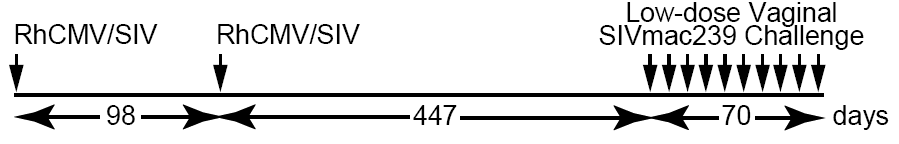 Low-dose Vaginal
RhCMV/SIV RhCMV/SIV SIVmac239 Challenge
98 447 70 days